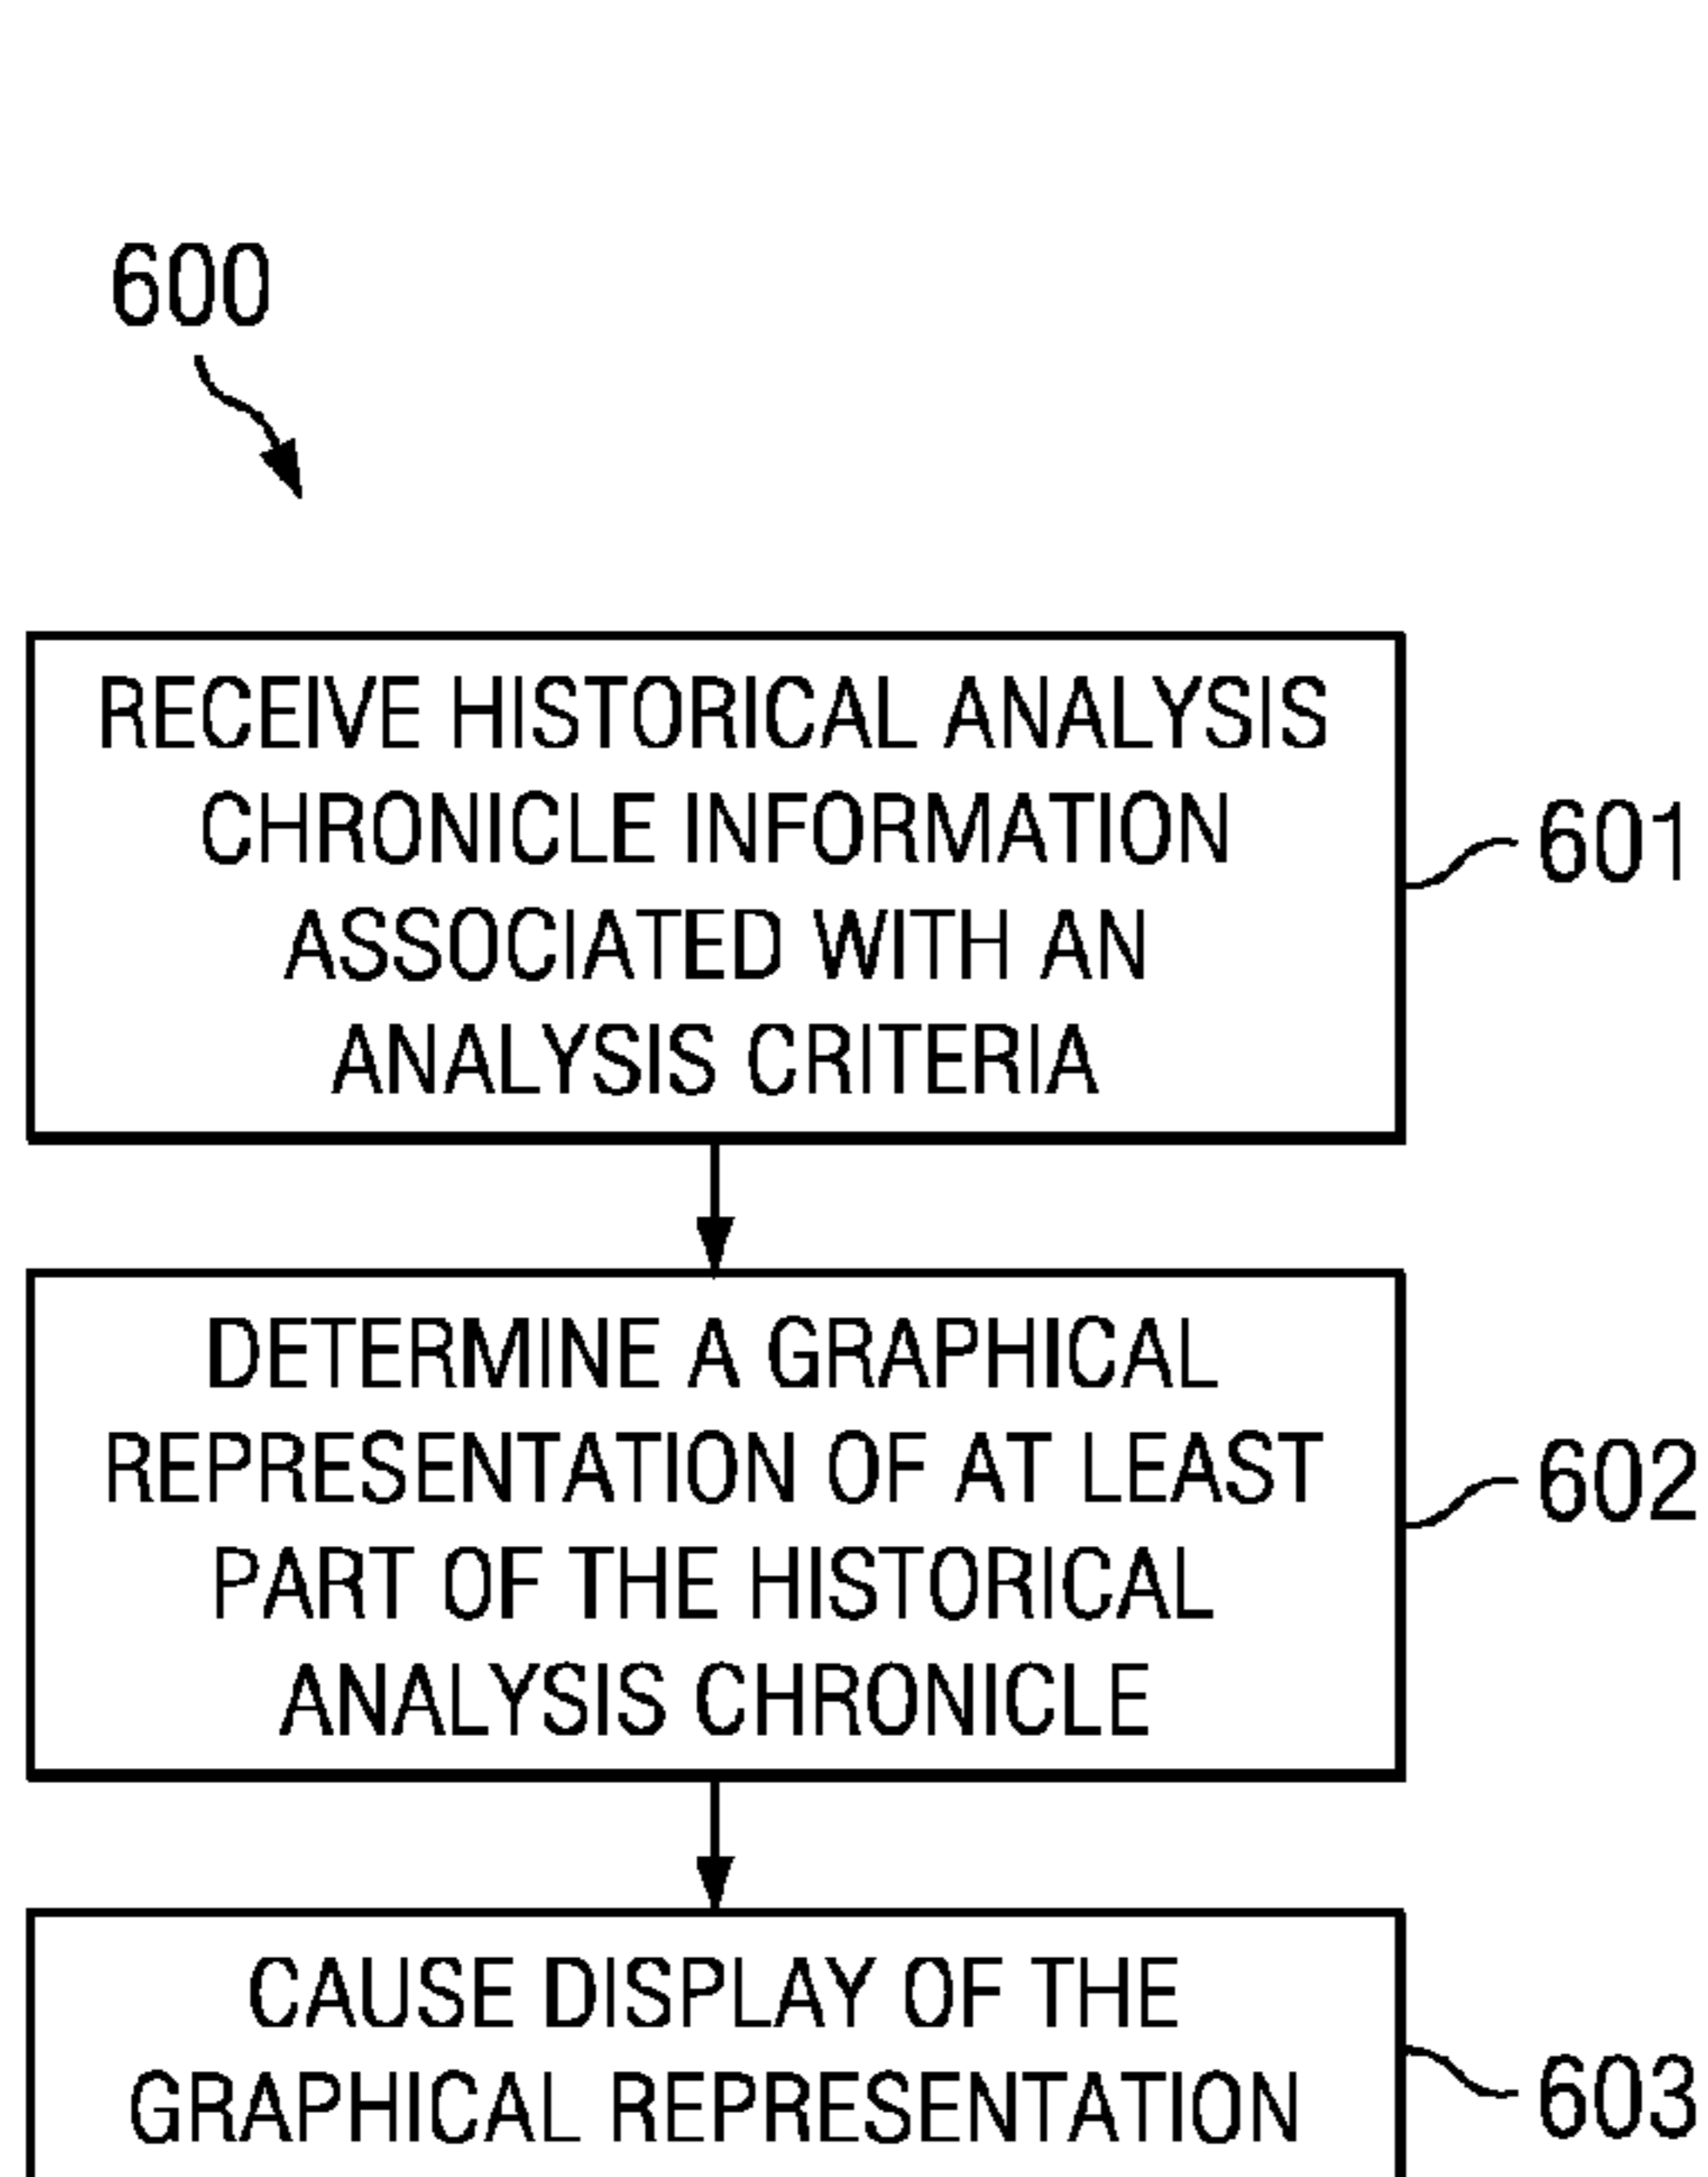 600
RECEIVE HISTORICAL ANALYSIS
CHRONICLE INFORMATION
ASSOCIATED WITH AN
ANALYSIS CRITERIA
601
DETERMINE A GRAPHICAL
REPRESENTATION OF AT LEAST
PART OF THE HISTORICAL
ANALYSIS CHRONICLE
602
CAUSE DISPLAY OF THE
GRAPHICAL REPRESENTATION
603